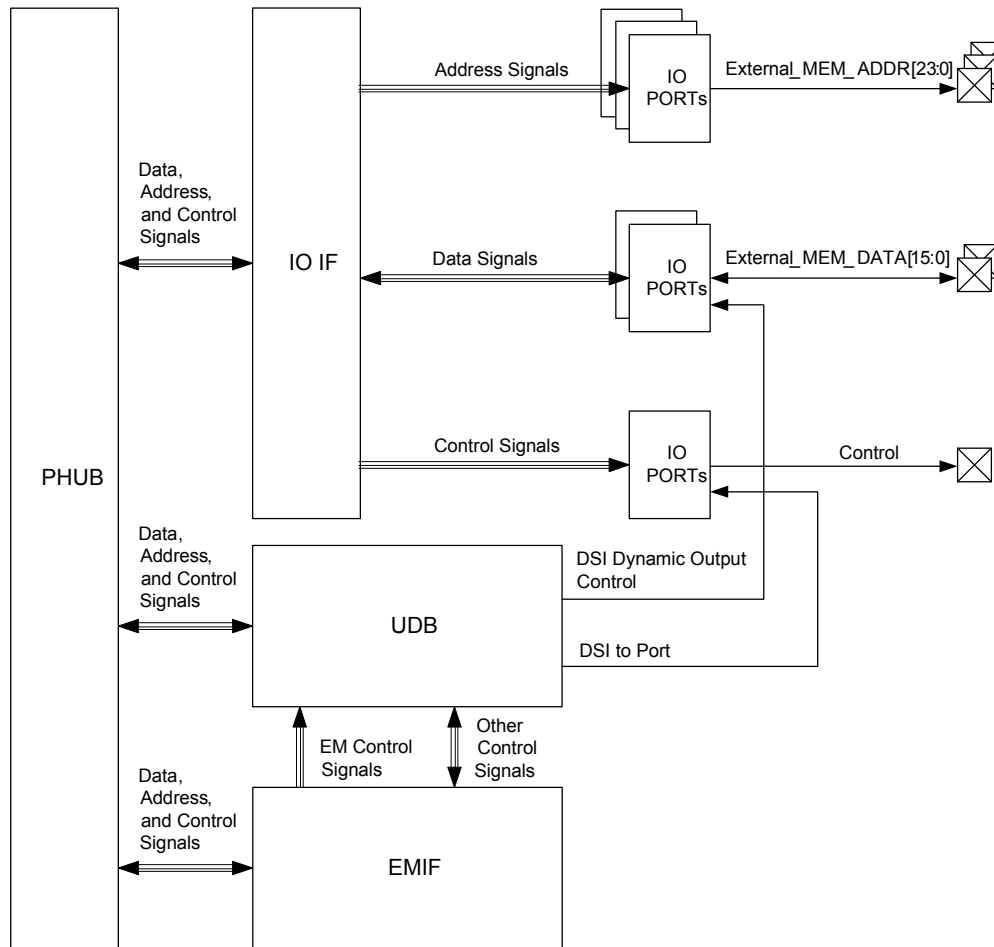 Address Signals
IO
PORTs
External_MEM_ADDR[23:0]
Data,
Address,
and Control
Signals
IO IF
Data Signals
IO
PORTs
External_MEM_DATA[15:0]
Control Signals
IO
PORTs
Control
PHUB
Data,
Address,
and Control
Signals
UDB
DSI Dynamic Output
Control
DSI to Port
EM Control
Signals
Other
Control
Signals
Data,
Address,
and Control
Signals
EMIF